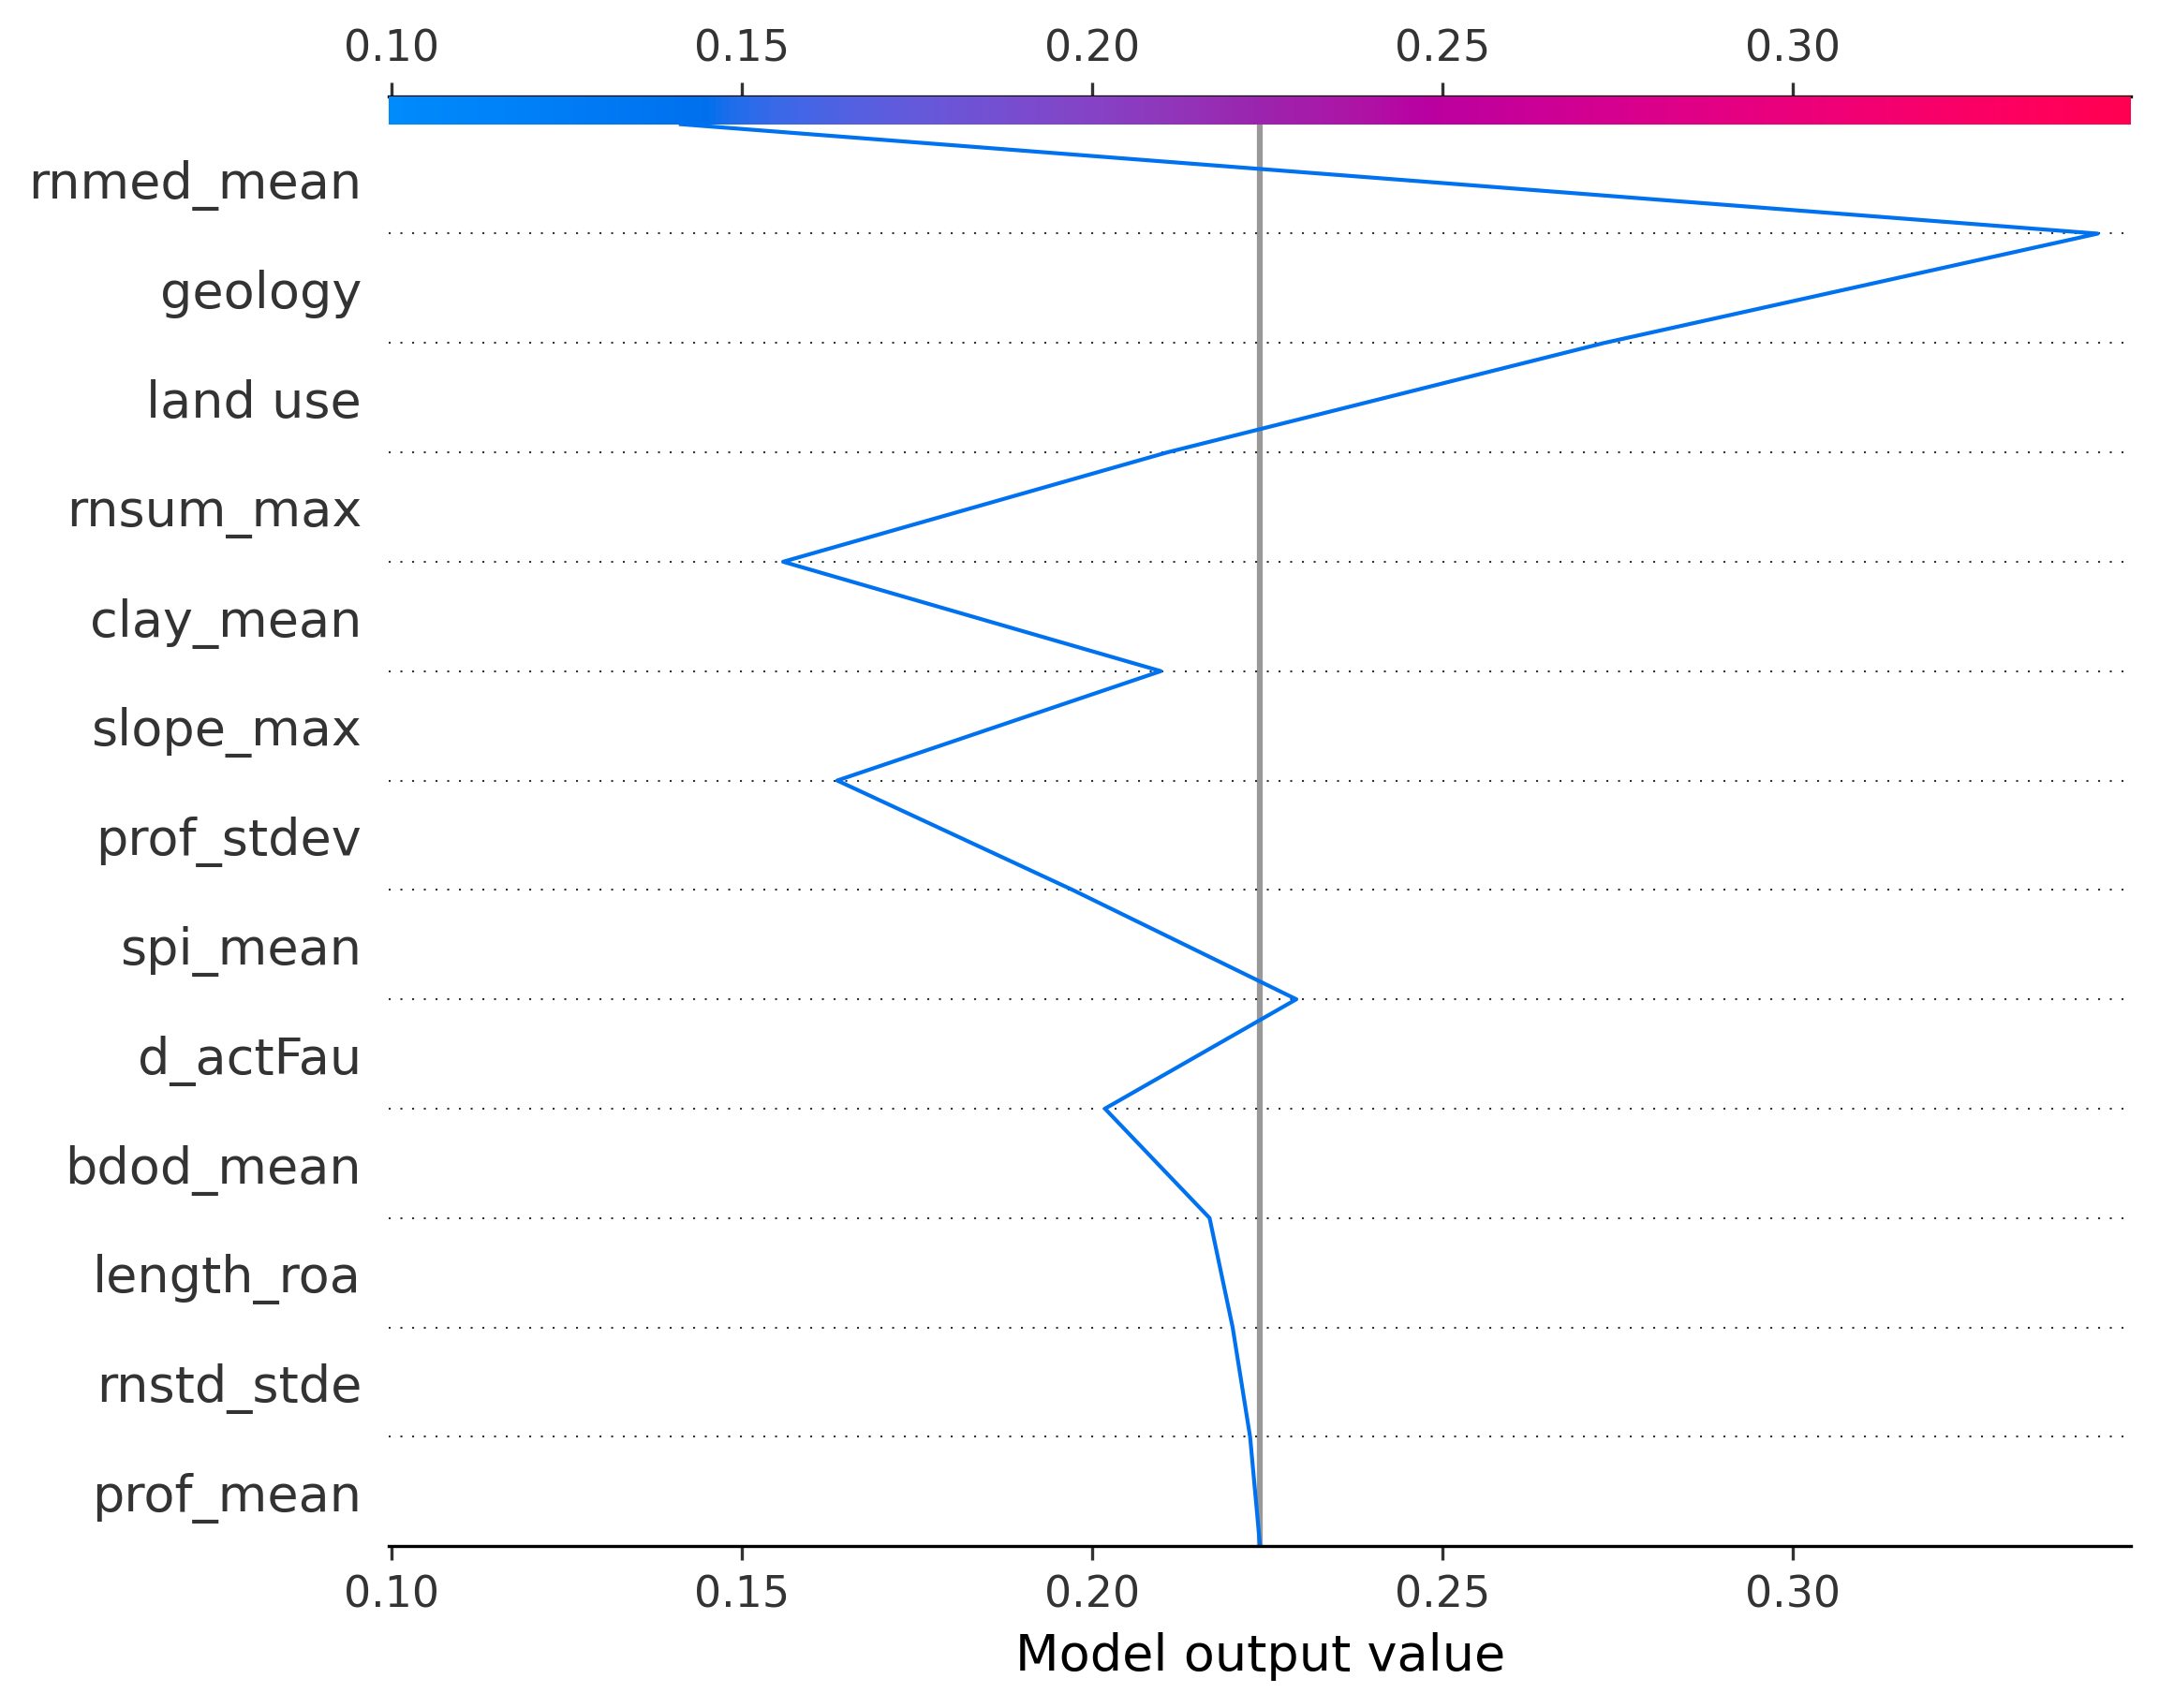 0.10 0.15 0.20 0.25 0.30
rnmed_mean
geology
land use
rnsum_max
clay_mean
slope_max
prof_stdev
spi_mean
d_actFau
bdod_mean
length_roa
rnstd_stde
prof_mean
0.10 0.15 0.20 0.25 0.30
Model output value